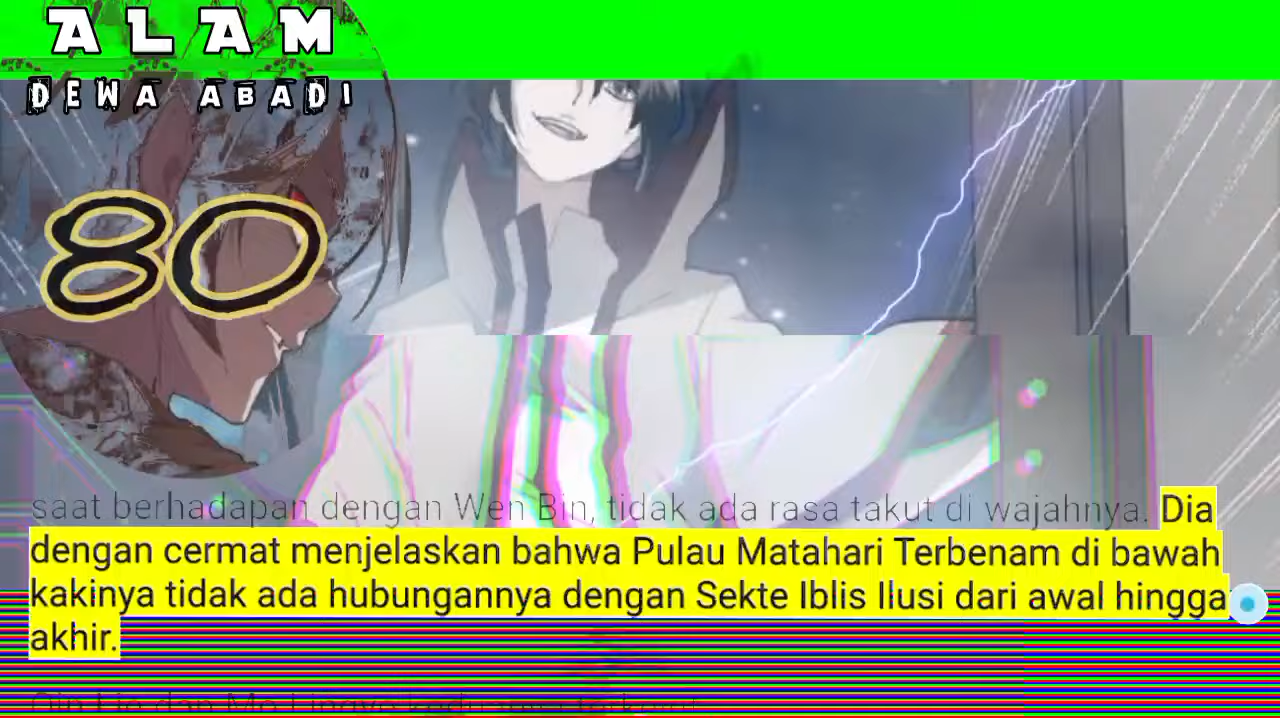 ALAM
DEWA ABADI
80
saat berhadapan dengan Wen Bin, tidak ada rasa takut di wajahnya. Dia
dengan cermat menjelaskan bahwa Pulau Matahari Terbenam di bawah
kakinya tidak ada hubungannya dengan Sekte Iblis Ilusi dari awal hingga
akhir.